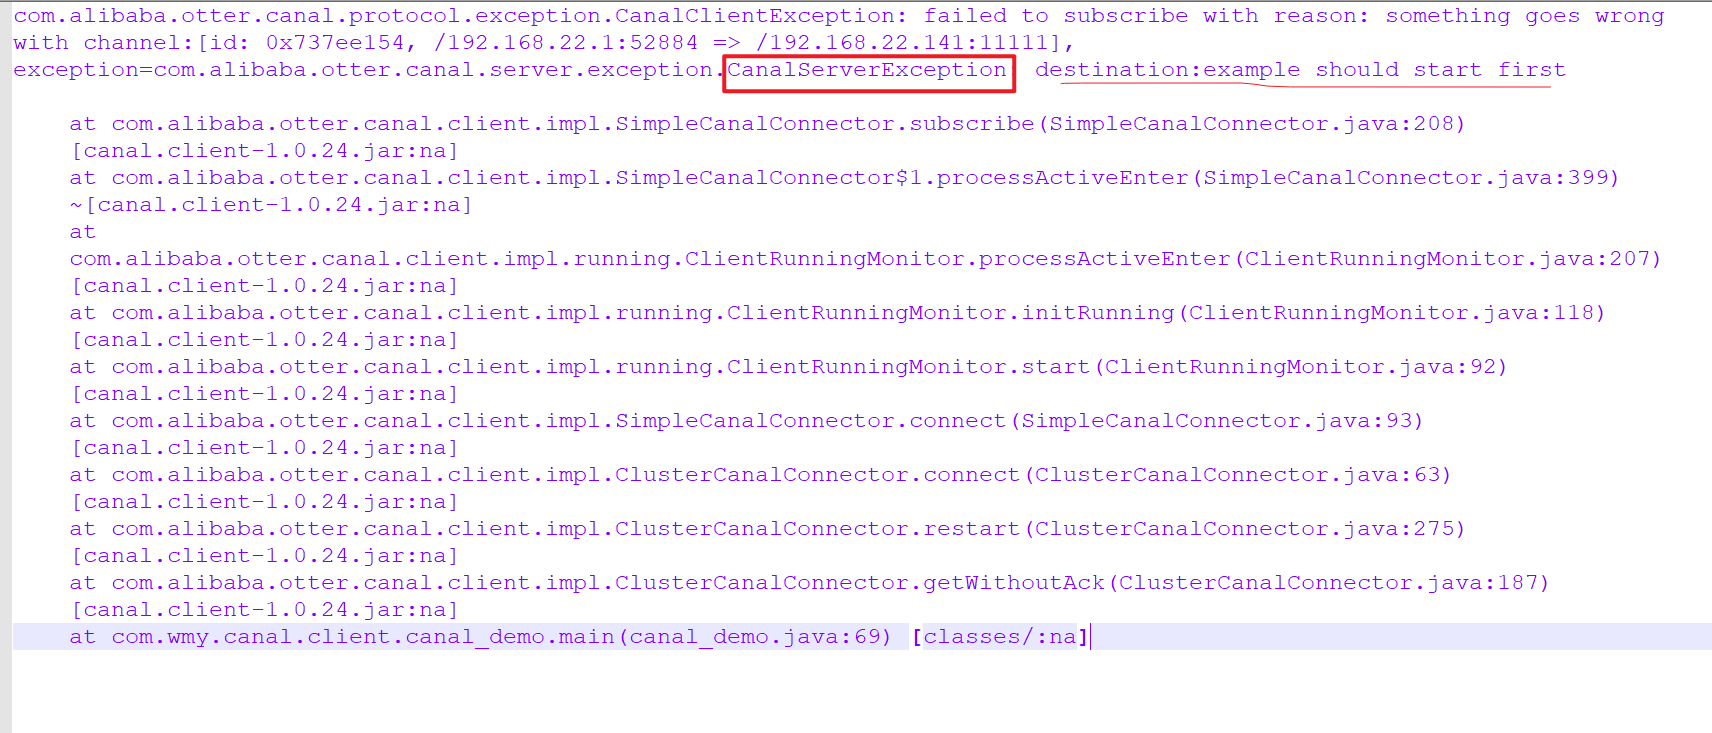 com.alibaba.otter.canal.protocol.exception.CanalClientException: failed to subscribe with reason: something goes wrong
with channel:[id: 0x737ee154, /192.168.22.1:52884 => /192.168.22.141:11111],
exception=com.alibaba.otter.canal.server.exception.CanalServerException destination:example should start first
at com.alibaba.otter.canal.client.impl.SimpleCanalConnector.subscribe(SimpleCanalConnector.java:208)
[canal.client-1.0.24.jar:na]
at com.alibaba.otter.canal.client.impl.SimpleCanalConnector$1.processActiveEnter(SimpleCanalConnector.java:399)
~[canal.client-1.0.24.jar:na]
at
com.alibaba.otter.canal.client.impl.running.ClientRunningMonitor.processActiveEnter(ClientRunningMonitor.java:207)
[canal.client-1.0.24.jar:na]
at com.alibaba.otter.canal.client.impl.running.ClientRunningMonitor.initRunning(ClientRunningMonitor.java:118)
[canal.client-1.0.24.jar:na]
at com.alibaba.otter.canal.client.impl.running.ClientRunningMonitor.start(ClientRunningMonitor.java:92)
[canal.client-1.0.24.jar:na]
at com.alibaba.otter.canal.client.impl.SimpleCanalConnector.connect(SimpleCanalConnector.java:93)
[canal.client-1.0.24.jar:na]
at com.alibaba.otter.canal.client.impl.ClusterCanalConnector.connect(ClusterCanalConnector.java:63)
[canal.client-1.0.24.jar:na]
at com.alibaba.otter.canal.client.impl.ClusterCanalConnector.restart(ClusterCanalConnector.java:275)
[canal.client-1.0.24.jar:na]
at com.alibaba.otter.canal.client.impl.ClusterCanalConnector.getWithoutAck(ClusterCanalConnector.java:187)
[canal.client-1.0.24.jar:na]
at com.wmy.canal.client.canal_demo.main(canal_demo.java:69) [classes/:na]